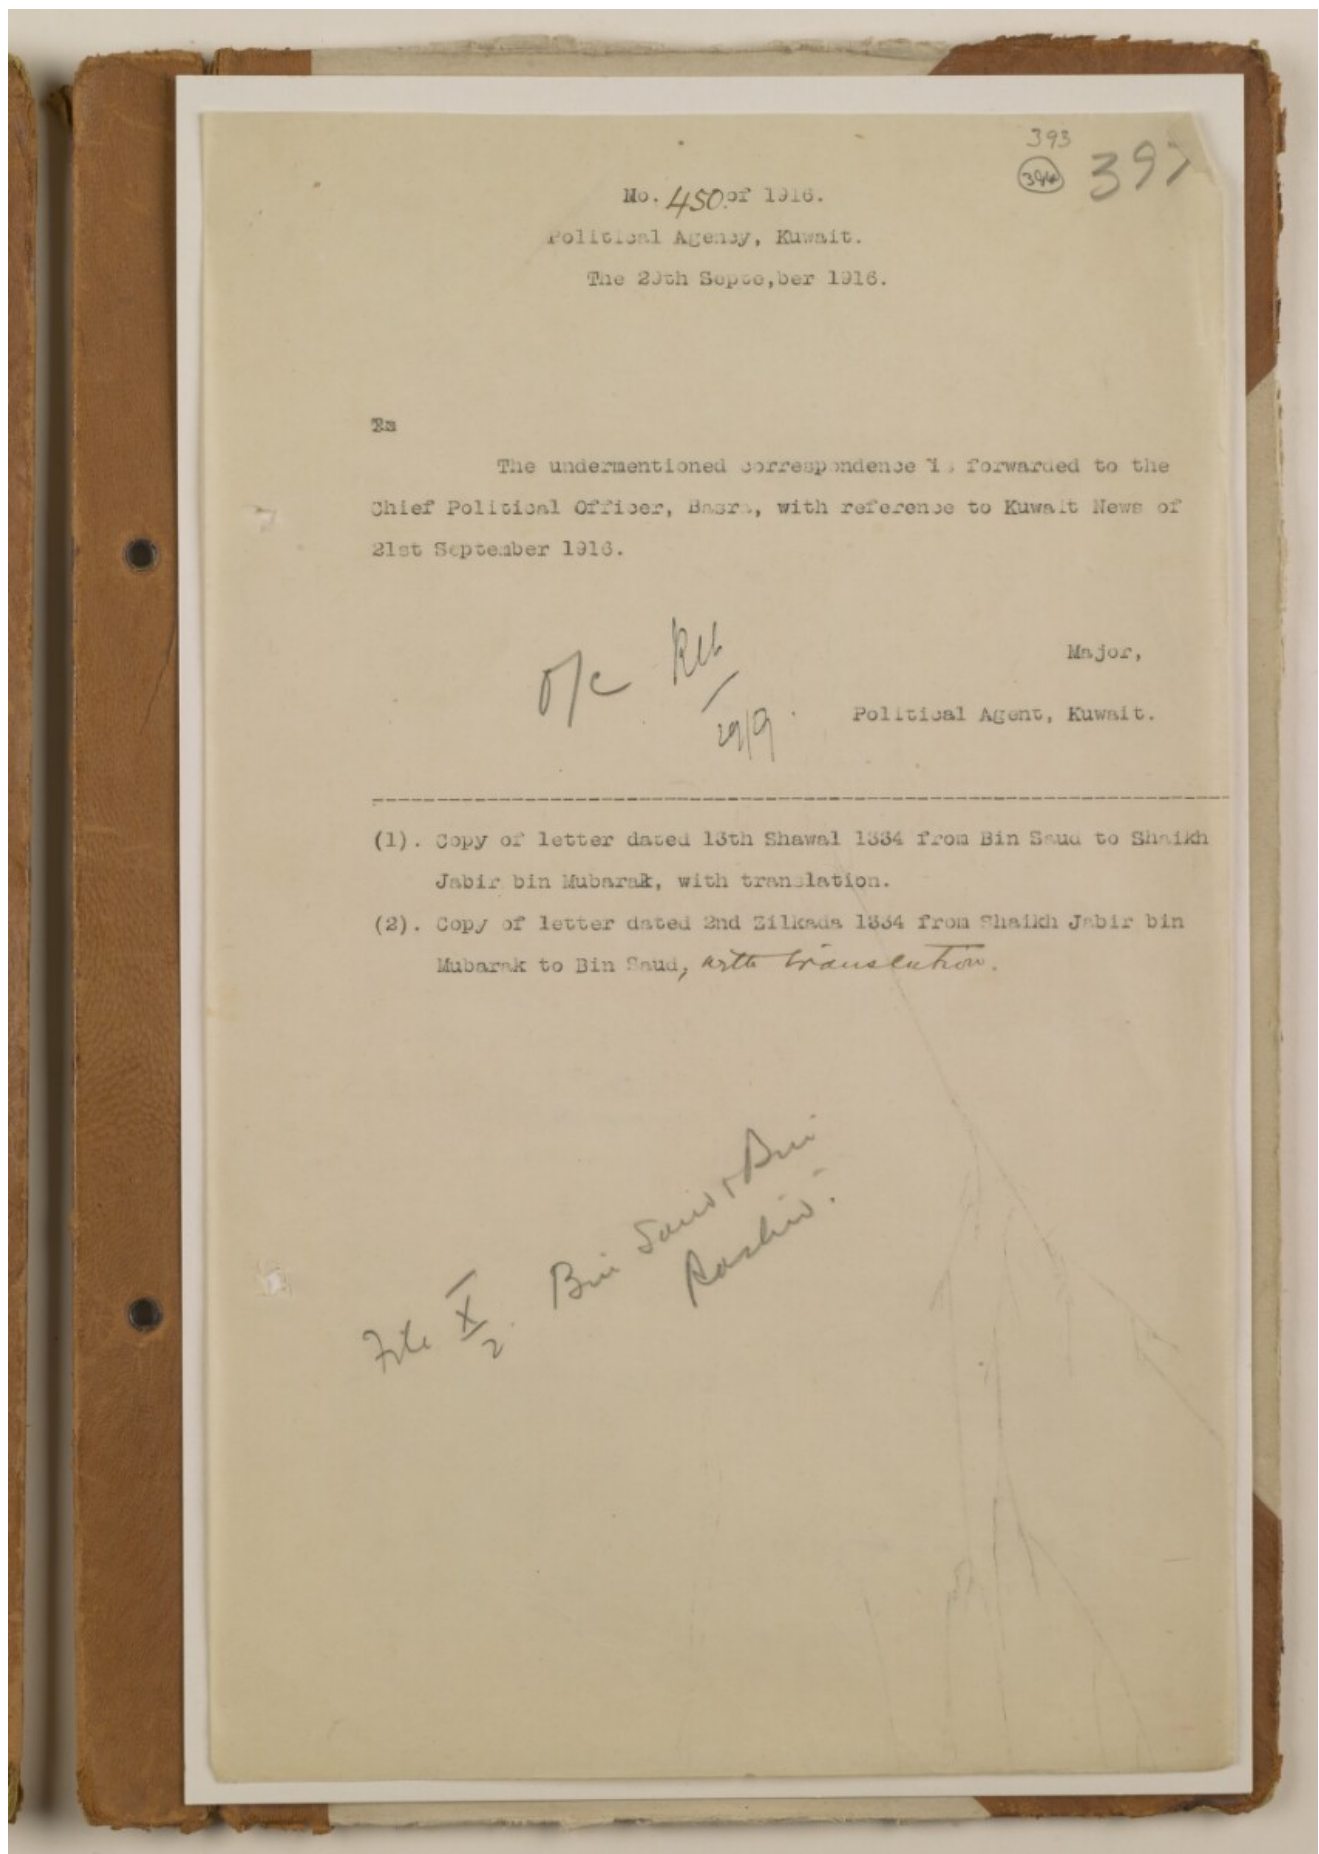 393
394
397
No. 450 of 1916.
Political Agency, Kuwait.
The 29th Septe,ber 1916.
The undermentioned correspondence is forwarded to the
Chief Political Officer, Basra, with reference to Kuwait News of
21st September 1916.
Major,
O/C
29/9.
Political Agent, Kuwait.
(1). Copy of letter dated 13th Shawal 1334 from Bin Saud to Shaikh
Jabir bin Mubarak, with translation.
(2). Copy of letter dated 2nd Zilkada 1334 from Shaikh Jabir bin
Mubarak to Bin Saud, with translation.
File X/2. Bin Saud & Bin
Rashid.